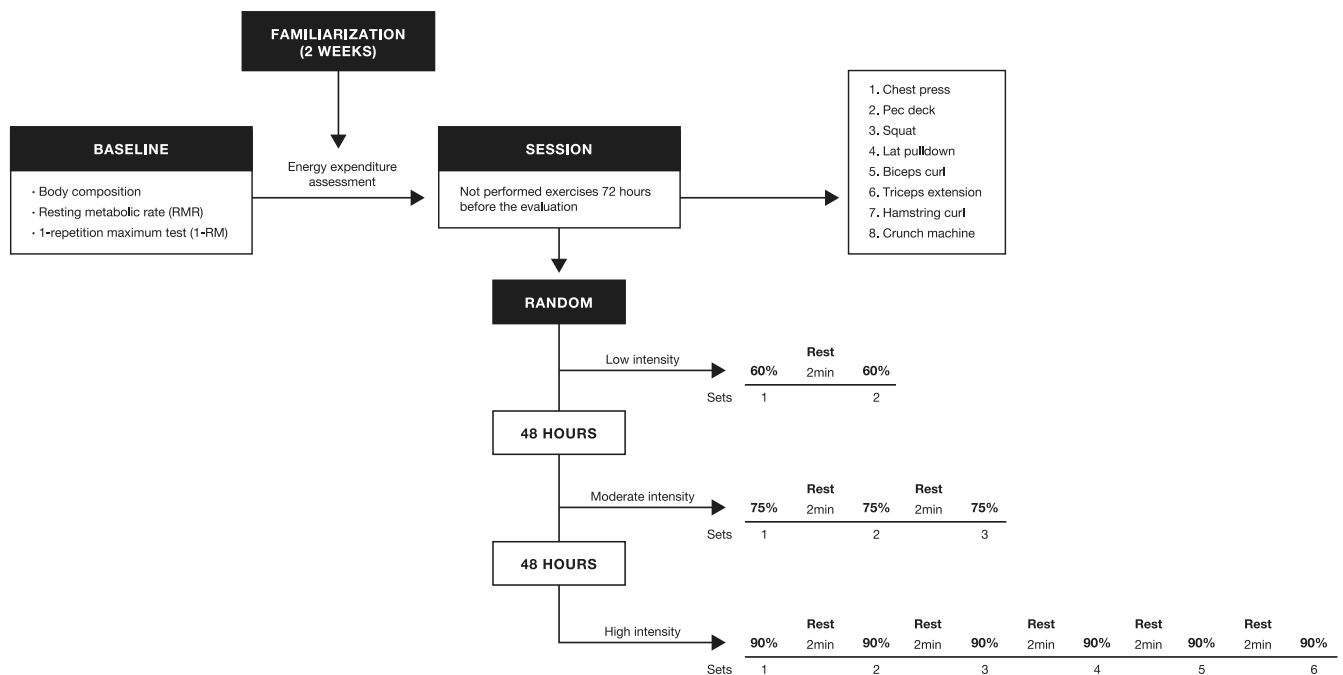 FAMILIARIZATION
(2 WEEKS)
BASELINE
· Body composition
· Resting metabolic rate (RMR)
· 1-repetition maximum test (1-RM)
Energy expenditure
assessment
SESSION
Not performed exercises 72 hours
before the evaluation
1. Chest press
2. Pec deck
3. Squat
4. Lat pulldown
5. Biceps curl
6. Triceps extension
7. Hamstring curl
8. Crunch machine
RANDOM
Low intensity
Rest
60% 2min 60%
Sets 1 2
48 HOURS
Moderate intensity
Rest Rest
75% 2min 75% 2min 75%
Sets 1 2 3
48 HOURS
High intensity
Rest Rest Rest Rest Rest
90% 2min 90% 2min 90% 2min 90% 2min 90% 2min 90%
Sets 1 2 3 4 5 6